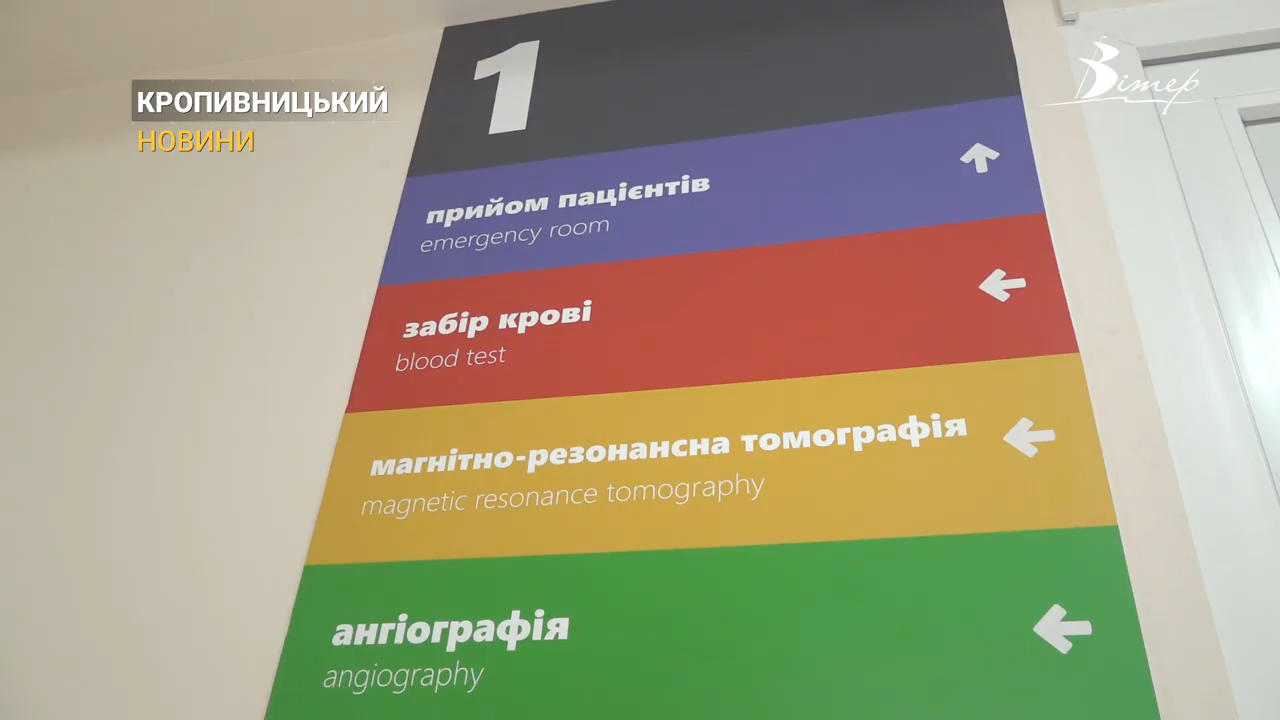 КРОПИВНИЦЬКИЙ
НОВИНИ
Вітер
1
прийом пацієнтів
emergency room
забір крові
blood test
магнітно-резонансна томографія
magnetic resonance tomography
ангіографія
angiography